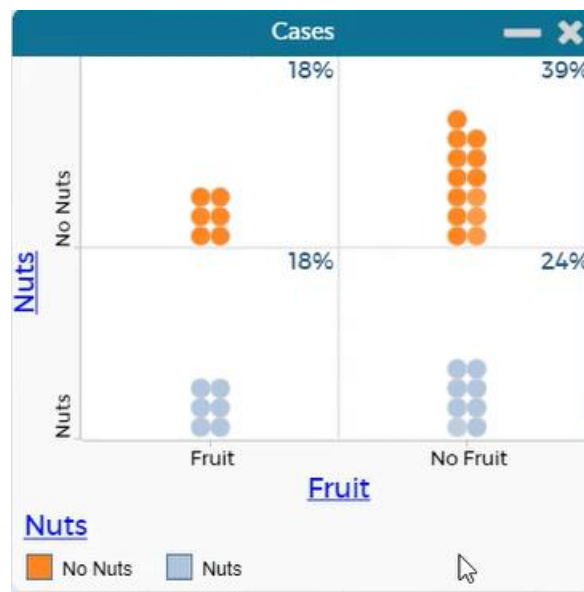 Cases
18%
39%
No Nuts
18%
24%
Nuts
Nuts
Fruit
No Fruit
Fruit
Nuts
No Nuts
Nuts